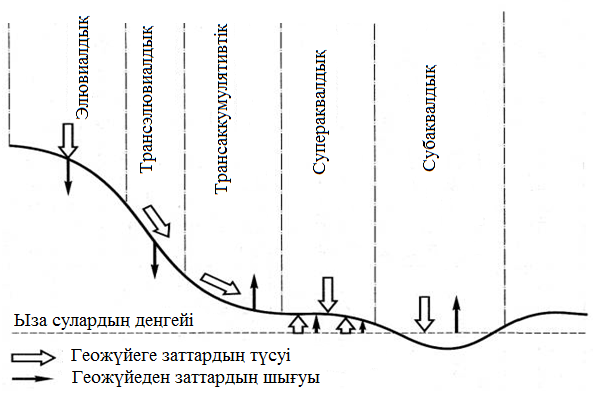 Элювиалдық
Трансэлювиалдық
Трансаккумулятивтік
Супераквалдық
Субаквалдық
Ыза сулардың деңгейі
Геожүйеге заттардың түсуі
Геожүйеден заттардың шығуы